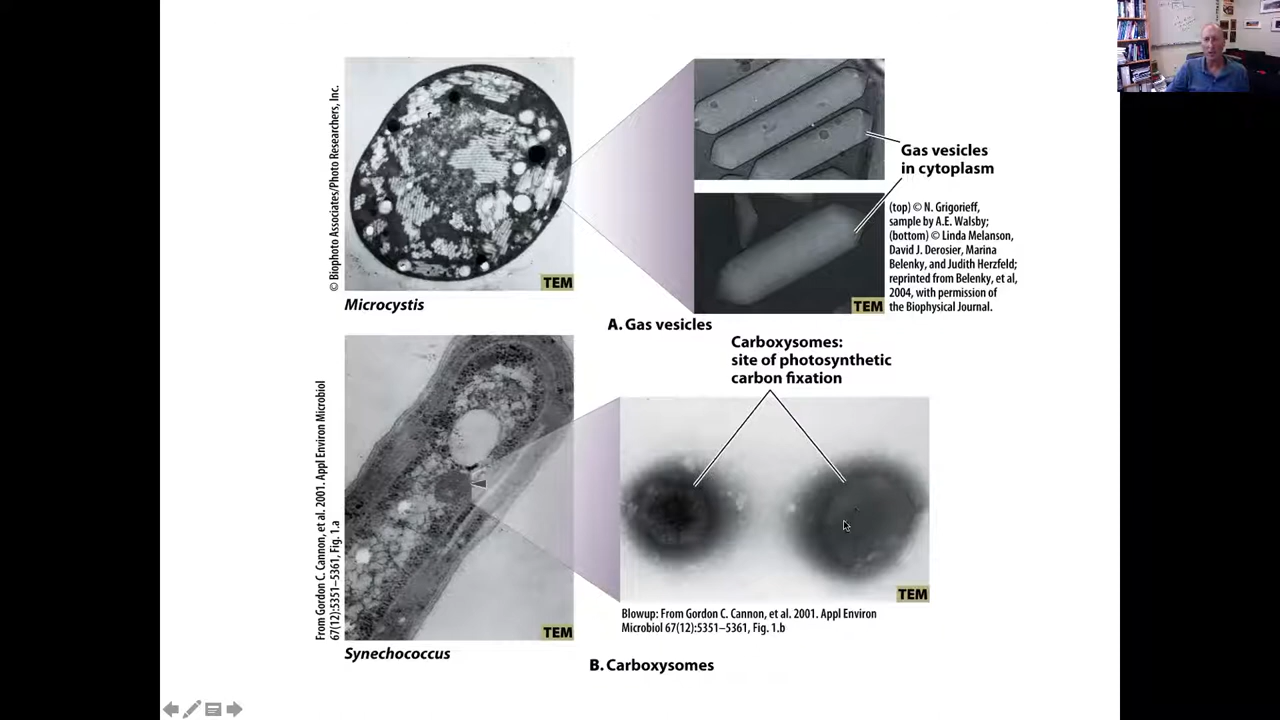 © Biophoto Associates/Photo Researchers, Inc.
TEM
Microcystis
Gas vesicles
in cytoplasm
(top) © N. Grigorieff,
sample by A.E. Walsby;
(bottom) © Linda Melanson,
David J. Derosier, Marina
Belenky, and Judith Herzfeld;
reprinted from Belenky, et al,
2004, with permission of
the Biophysical Journal.
TEM
A. Gas vesicles
Carboxysomes:
site of photosynthetic
carbon fixation
From Gordon C. Cannon, et al. 2001. Appl Environ Microbiol
67(12):5351–5361, Fig. 1.a
TEM
Synechococcus
TEM
Blowup: From Gordon C. Cannon, et al. 2001. Appl Environ
Microbiol 67(12):5351–5361, Fig. 1.b
B. Carboxysomes